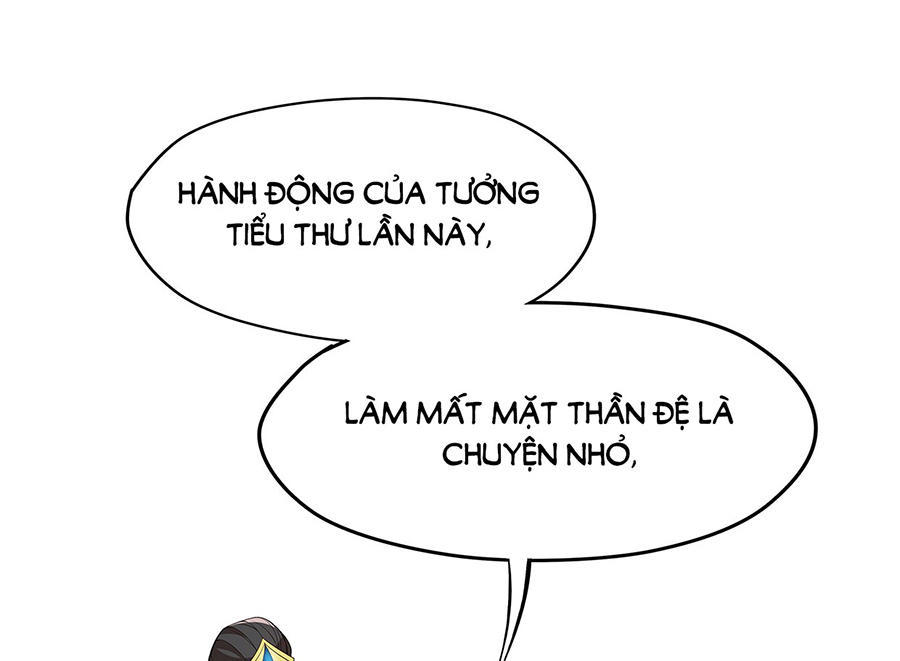 HÀNH ĐỘNG CỦA TƯỞNG
TIỂU THƯ LẦN NÀY,
LÀM MẤT MẶT THẦN ĐỆ LÀ
CHUYỆN NHỎ,